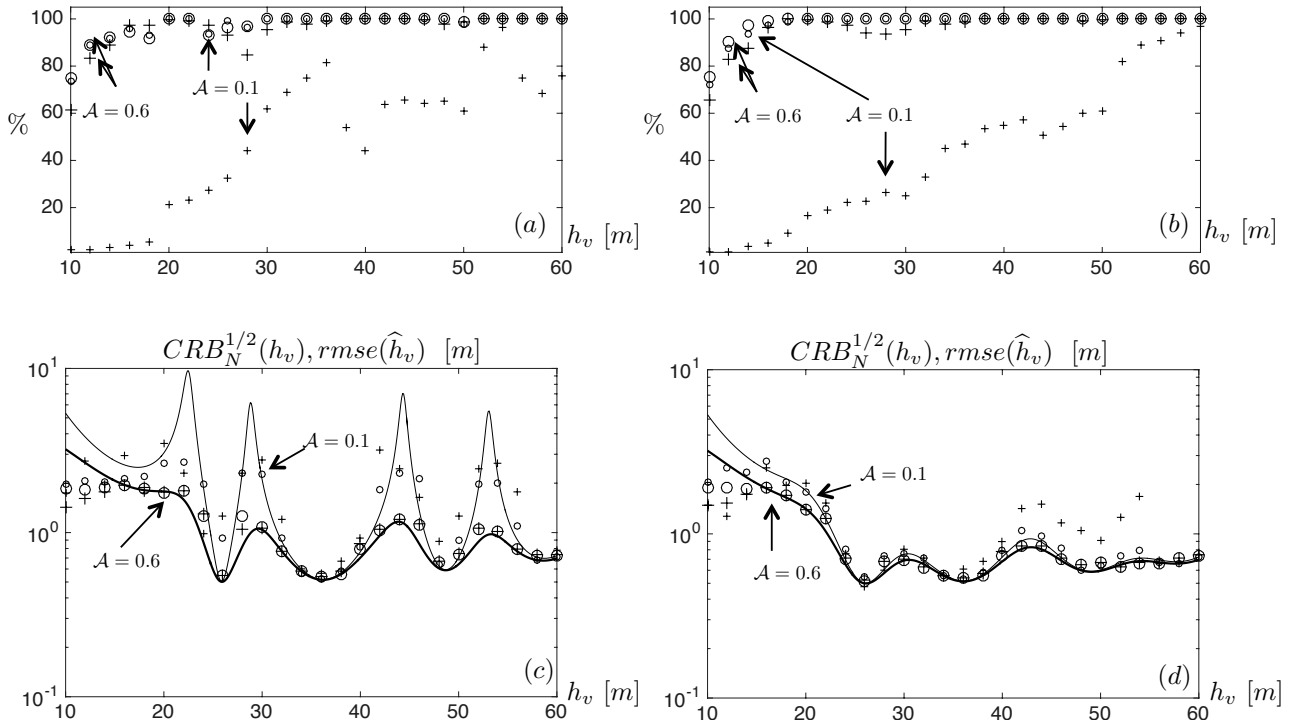 100
80
60
%
40
20
10 20 30 40 50 60
h_v [m]
𝒜 = 0.6
𝒜 = 0.1
(a)
100
80
60
%
40
20
10 20 30 40 50 60
h_v [m]
𝒜 = 0.6
𝒜 = 0.1
(b)
CRB_N^{1/2}(h_v), rmse(\widehat{h}_v) [m]
10^1
10^0
10^{-1}
10 20 30 40 50 60
h_v [m]
𝒜 = 0.1
𝒜 = 0.6
(c)
CRB_N^{1/2}(h_v), rmse(\widehat{h}_v) [m]
10^1
10^0
10^{-1}
10 20 30 40 50 60
h_v [m]
𝒜 = 0.1
𝒜 = 0.6
(d)